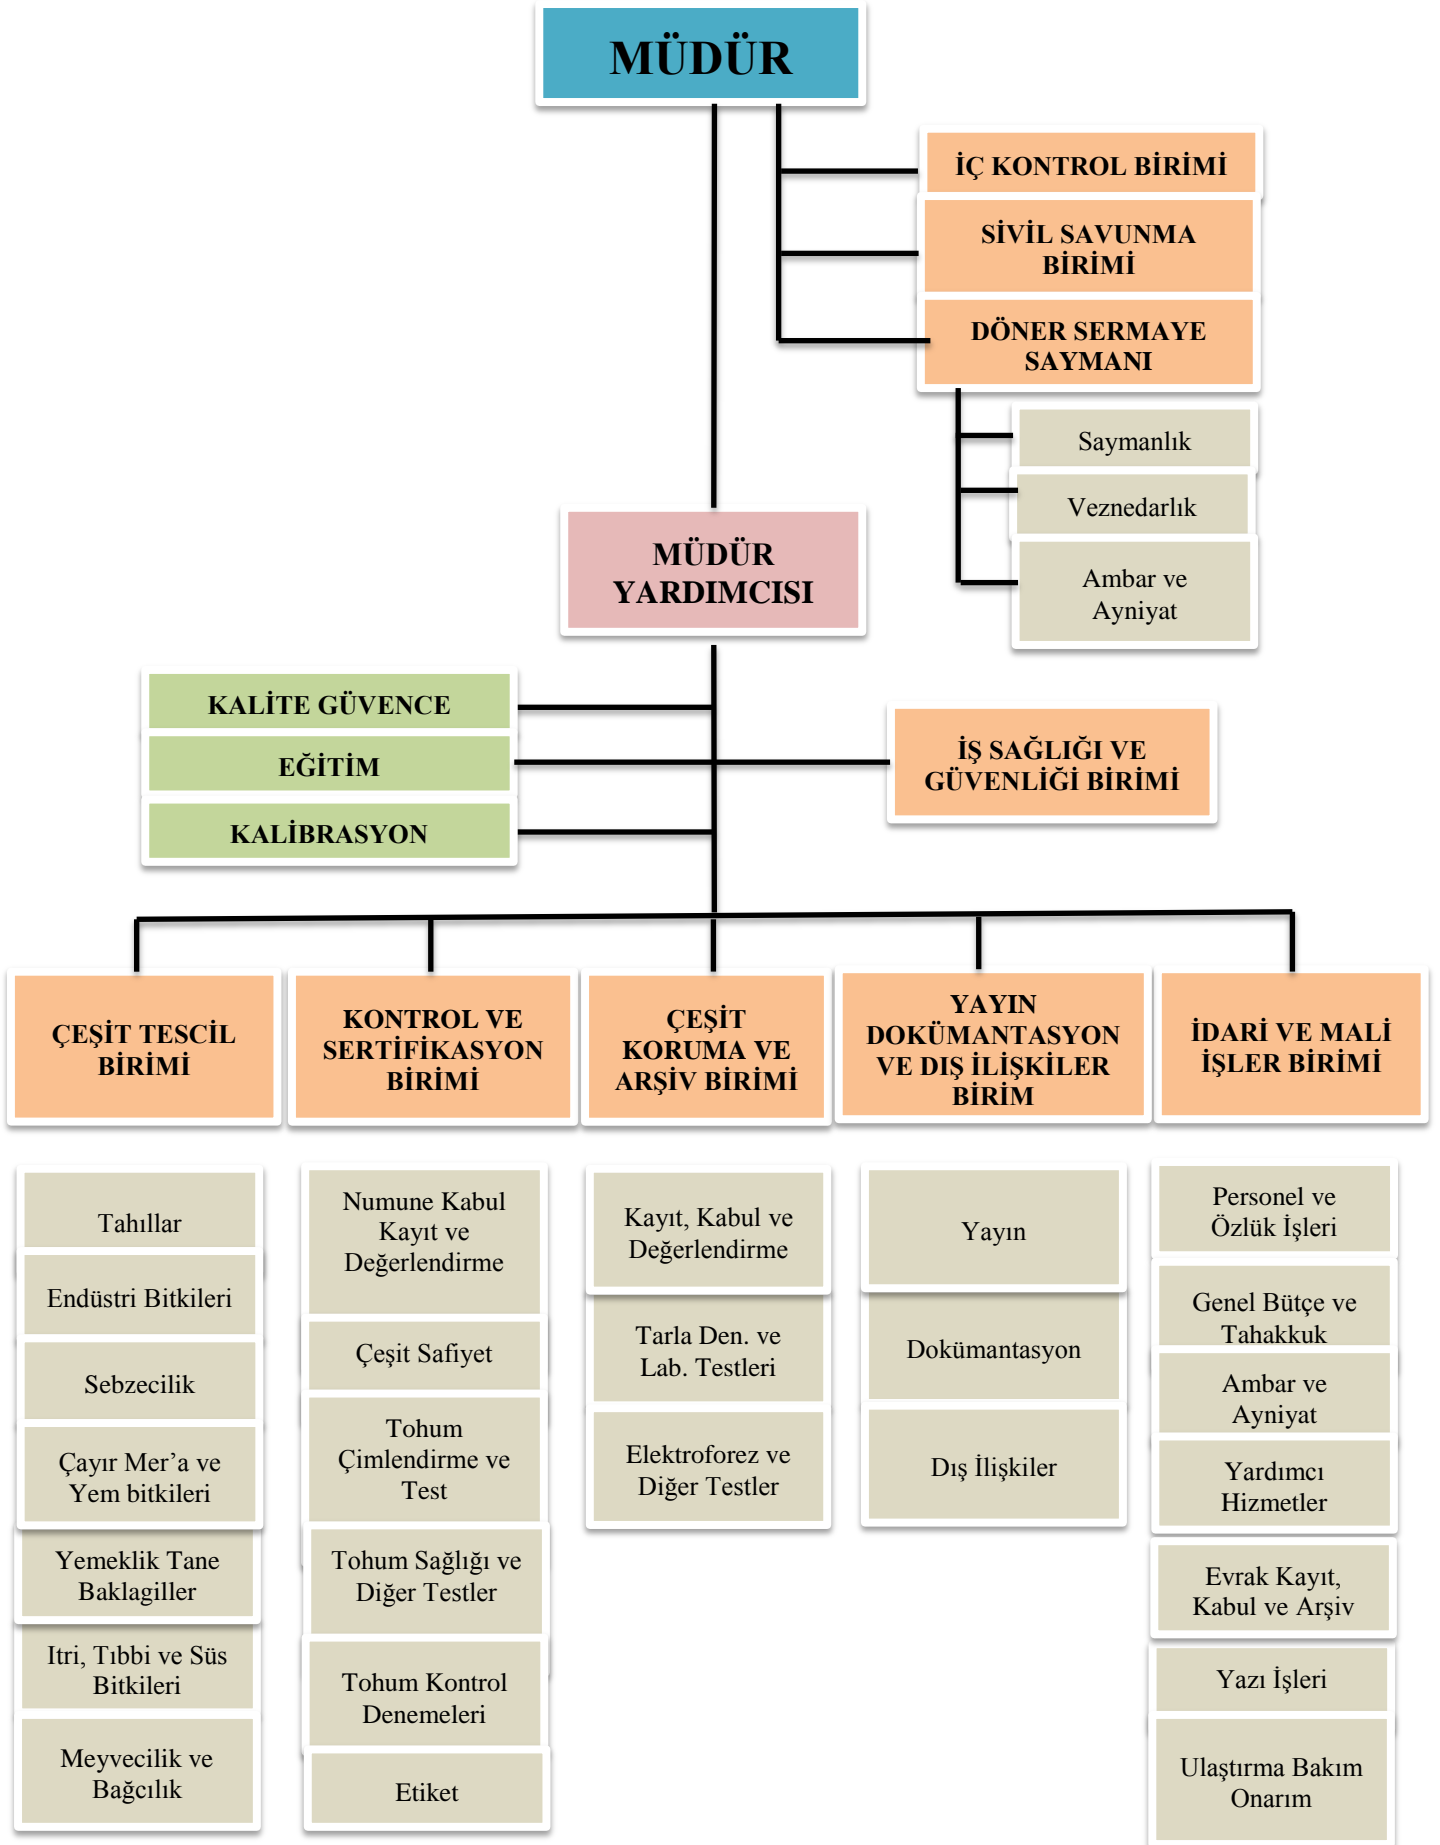 MÜDÜR
İÇ KONTROL BİRİMİ
SİVİL SAVUNMA
BİRİMİ
DÖNER SERMAYE
SAYMANI
Saymanlık
Veznedarlık
Ambar ve
Ayniyat
MÜDÜR
YARDIMCISI
KALİTE GÜVENCE
EĞİTİM
KALİBRASYON
İŞ SAĞLIĞI VE
GÜVENLİĞİ BİRİMİ
ÇEŞİT TESCİL
BİRİMİ
KONTROL VE
SERTİFİKASYON
BİRİMİ
ÇEŞİT
KORUMA VE
ARŞİV BİRİMİ
YAYIN
DOKÜMANTASYON
VE DIŞ İLİŞKİLER
BİRİM
İDARİ VE MALİ
İŞLER BİRİMİ
Tahıllar
Endüstri Bitkileri
Sebzecilik
Çayır Mer’a ve
Yem bitkileri
Yemeklik Tane
Baklagiller
Itri, Tıbbi ve Süs
Bitkileri
Meyvecilik ve
Bağcılık
Numune Kabul
Kayıt ve
Değerlendirme
Çeşit Safiyet
Tohum
Çimlendirme ve
Test
Tohum Sağlığı ve
Diğer Testler
Tohum Kontrol
Denemeleri
Etiket
Kayıt, Kabul ve
Değerlendirme
Tarla Den. ve
Lab. Testleri
Elektroforez ve
Diğer Testler
Yayın
Dokümantasyon
Dış İlişkiler
Personel ve
Özlük İşleri
Genel Bütçe ve
Tahakkuk
Ambar ve
Ayniyat
Yardımcı
Hizmetler
Evrak Kayıt,
Kabul ve Arşiv
Yazı İşleri
Ulaştırma Bakım
Onarım